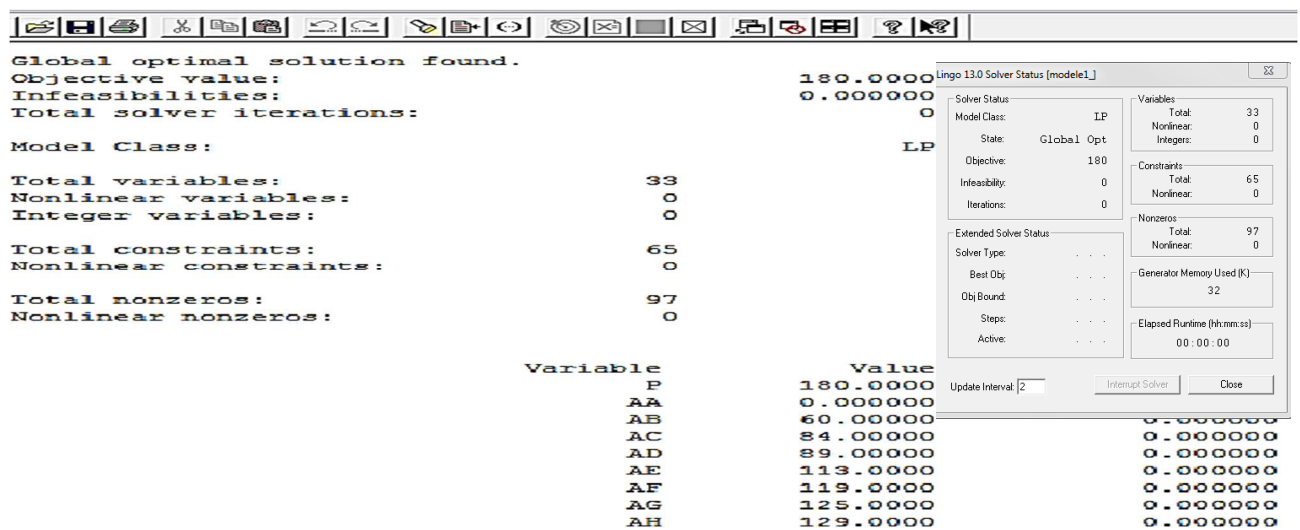 Global optimal solution found.
Objective value: 180.0000
Infeasibilities: 0.000000
Total solver iterations: 0
Model Class: LP
Total variables: 33
Nonlinear variables: 0
Integer variables: 0
Total constraints: 65
Nonlinear constraints: 0
Total nonzeros: 97
Nonlinear nonzeros: 0
Variable Value
P 180.0000
AA 0.000000
AB 60.00000 0.000000
AC 84.00000 0.000000
AD 89.00000 0.000000
AE 113.0000 0.000000
AF 119.0000 0.000000
AG 125.0000 0.000000
AH 129.0000 0.000000
Lingo 13.0 Solver Status [modele1_]
Solver Status
Model Class: LP
State: Global Opt
Objective: 180
Infeasibility: 0
Iterations: 0
Extended Solver Status
Solver Type: . . .
Best Obj: . . .
Obj Bound: . . .
Steps: . . .
Active: . . .
Variables
Total: 33
Nonlinear: 0
Integers: 0
Constraints
Total: 65
Nonlinear: 0
Nonzeros
Total: 97
Nonlinear: 0
Generator Memory Used (K)
32
Elapsed Runtime (hh:mm:ss)
00:00:00
Update Interval: 2
Interrupt Solver
Close